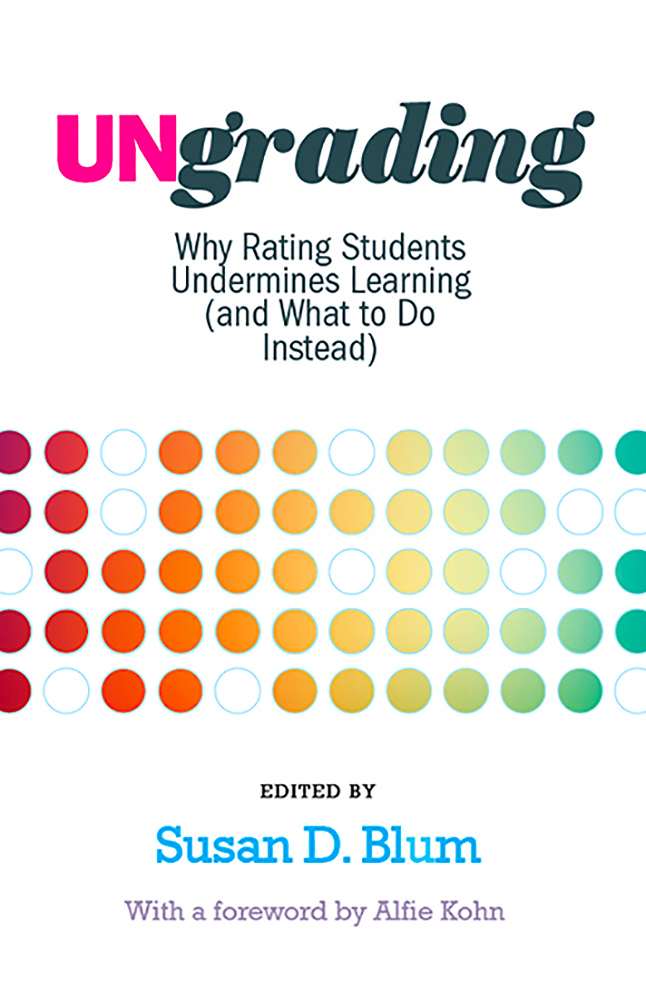 UNgrading
Why Rating Students
Undermines Learning
(and What to Do
Instead)
EDITED BY
Susan D. Blum
With a foreword by Alfie Kohn